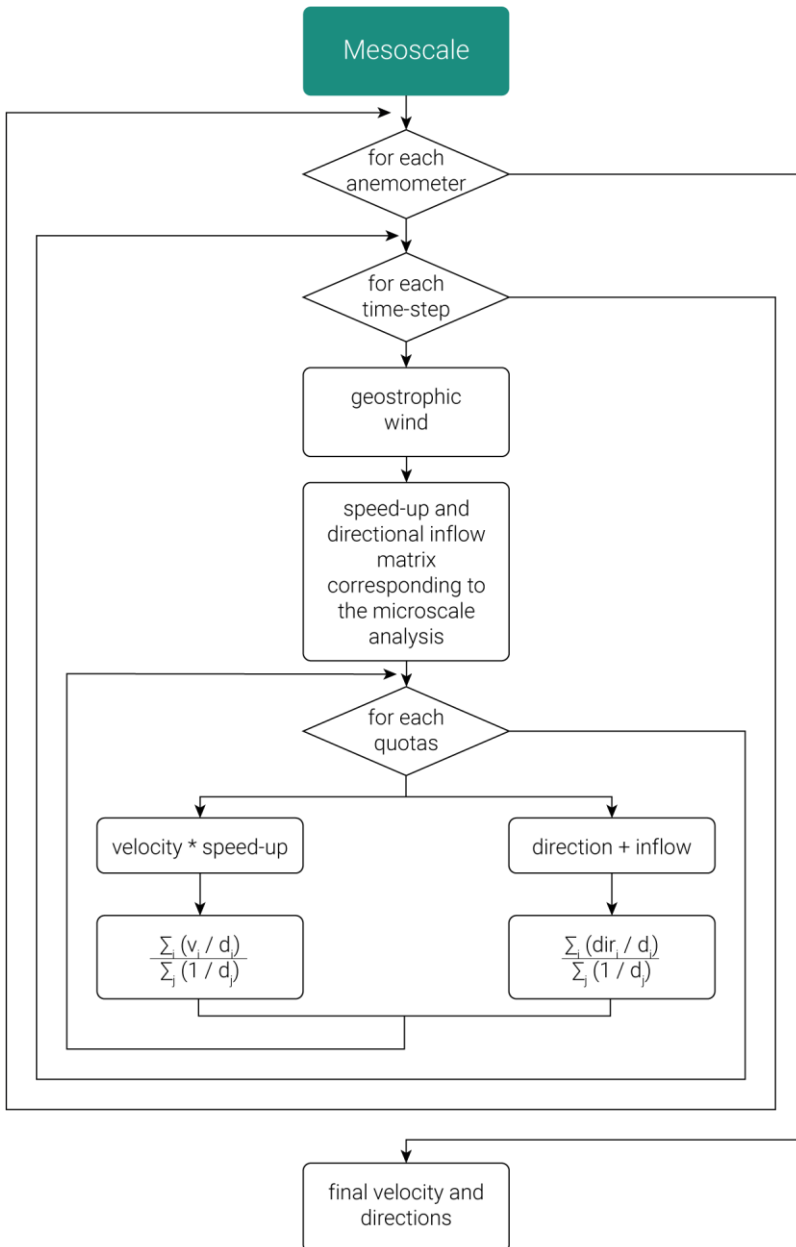 Mesoscale
for each
anemometer
for each
time-step
geostrophic
wind
speed-up and
directional inflow
matrix
corresponding to
the microscale
analysis
for each
quotas
velocity * speed-up
direction + inflow
∑ᵢ (vᵢ / dᵢ)
∑ⱼ (1 / dⱼ)
∑ᵢ (dirᵢ / dᵢ)
∑ⱼ (1 / dⱼ)
final velocity and
directions